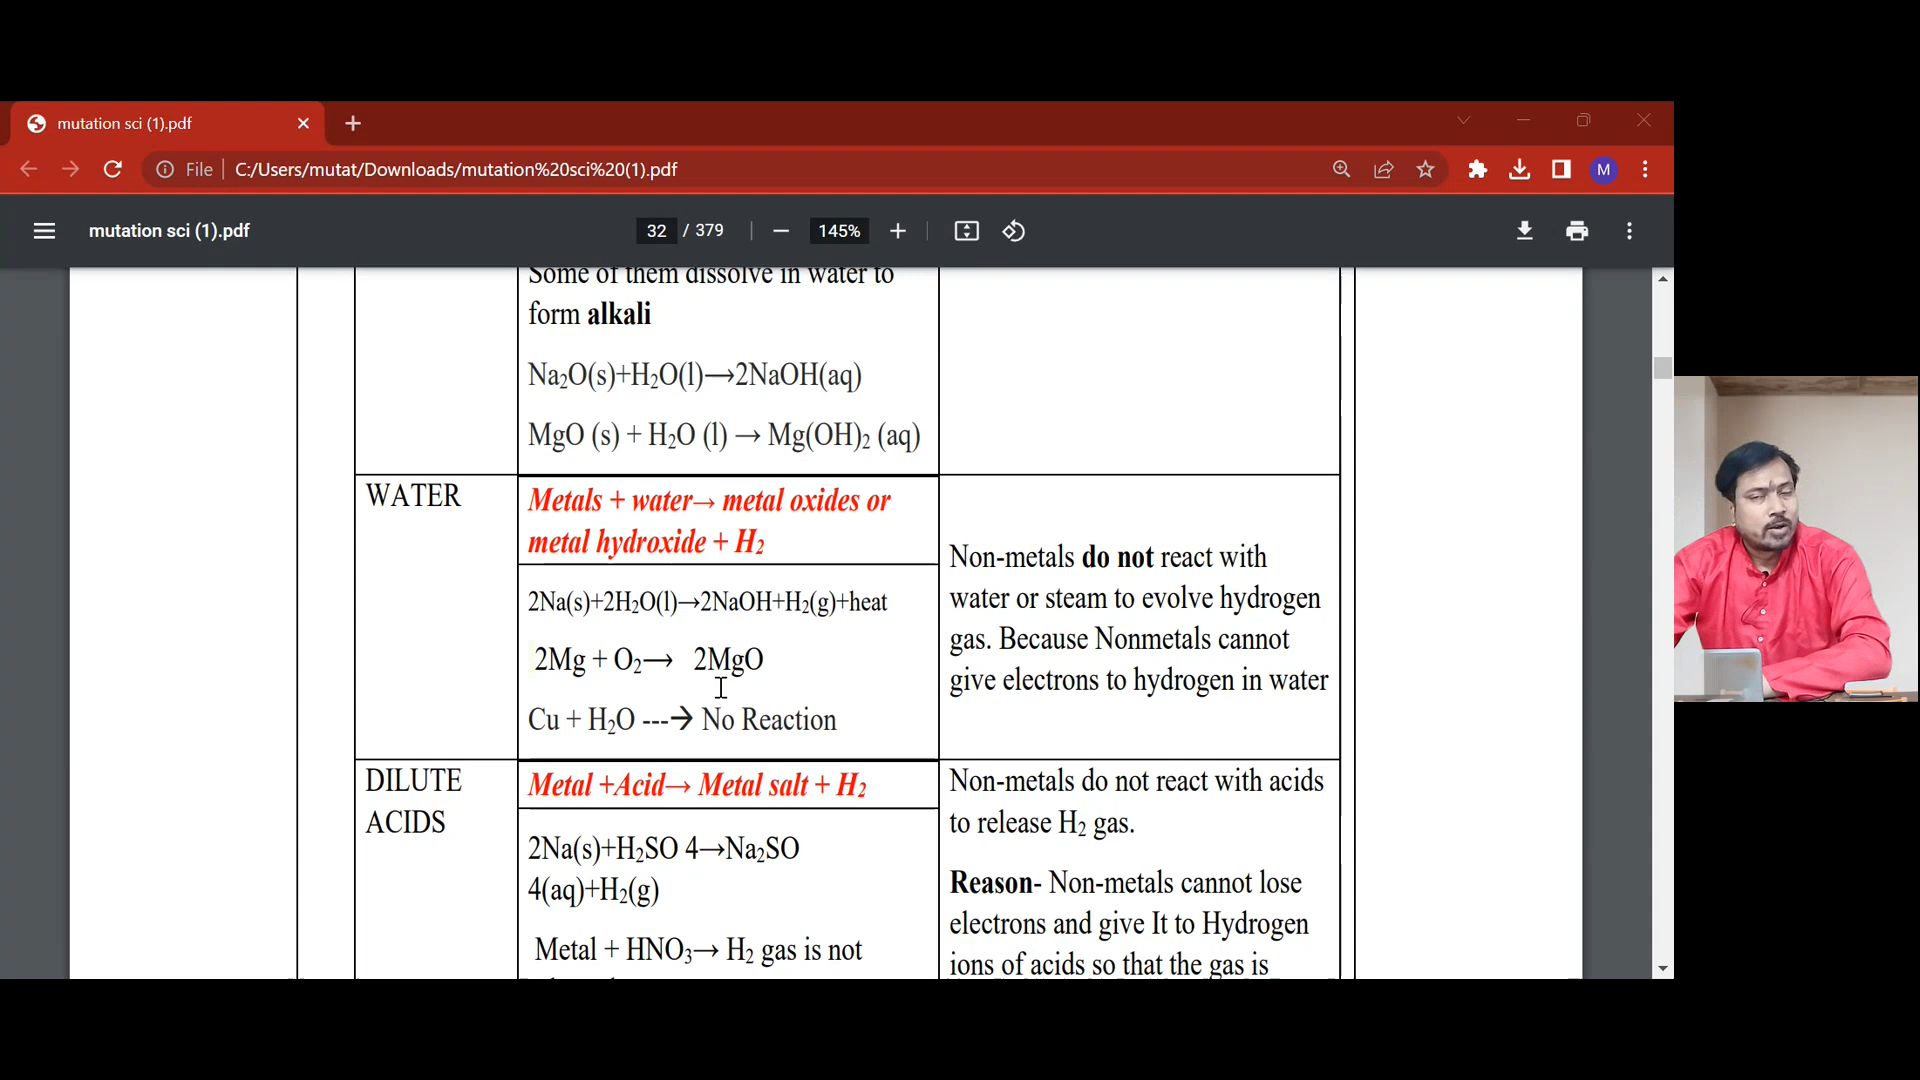 mutation sci (1).pdf
File
C:/Users/mutat/Downloads/mutation%20sci%20(1).pdf
M
mutation sci (1).pdf
32 / 379
145%
Some of them dissolve in water to
form alkali
Na₂O(s)+H₂O(l)→2NaOH(aq)
MgO (s) + H₂O (l) → Mg(OH)₂ (aq)
WATER
Metals + water→ metal oxides or
metal hydroxide + H₂
2Na(s)+2H₂O(l)→2NaOH+H₂(g)+heat
2Mg + O₂→ 2MgO
Cu + H₂O ---→ No Reaction
Non-metals do not react with
water or steam to evolve hydrogen
gas. Because Nonmetals cannot
give electrons to hydrogen in water
DILUTE
ACIDS
Metal +Acid→ Metal salt + H₂
2Na(s)+H₂SO 4→Na₂SO
4(aq)+H₂(g)
Metal + HNO₃→ H₂ gas is not
Non-metals do not react with acids
to release H₂ gas.
Reason- Non-metals cannot lose
electrons and give It to Hydrogen
ions of acids so that the gas is